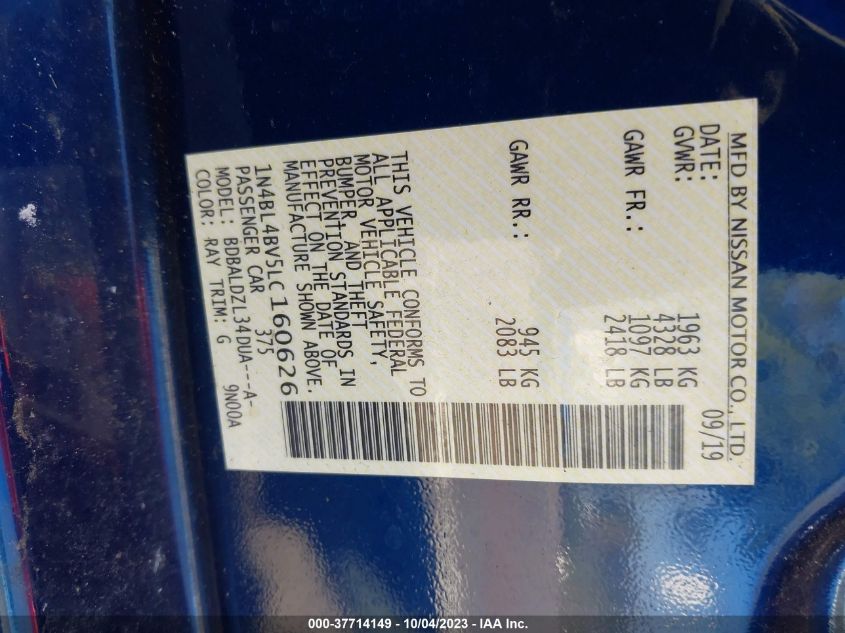 MFD BY NISSAN MOTOR CO., LTD.
DATE: 09/19
GVWR: 1963 KG
4328 LB
GAWR FR.: 1097 KG
2418 LB
GAWR RR.: 945 KG
2083 LB
THIS VEHICLE CONFORMS TO
ALL APPLICABLE FEDERAL
MOTOR VEHICLE SAFETY,
BUMPER, AND THEFT
PREVENTION STANDARDS IN
EFFECT ON THE DATE OF
MANUFACTURE SHOWN ABOVE.
1N4BL4BV5LC160626
PASSENGER CAR 375
MODEL: BDBALDZL34DUA---A-
COLOR: RAY TRIM: G 9N00A
000-37714149 - 10/04/2023 - IAA Inc.